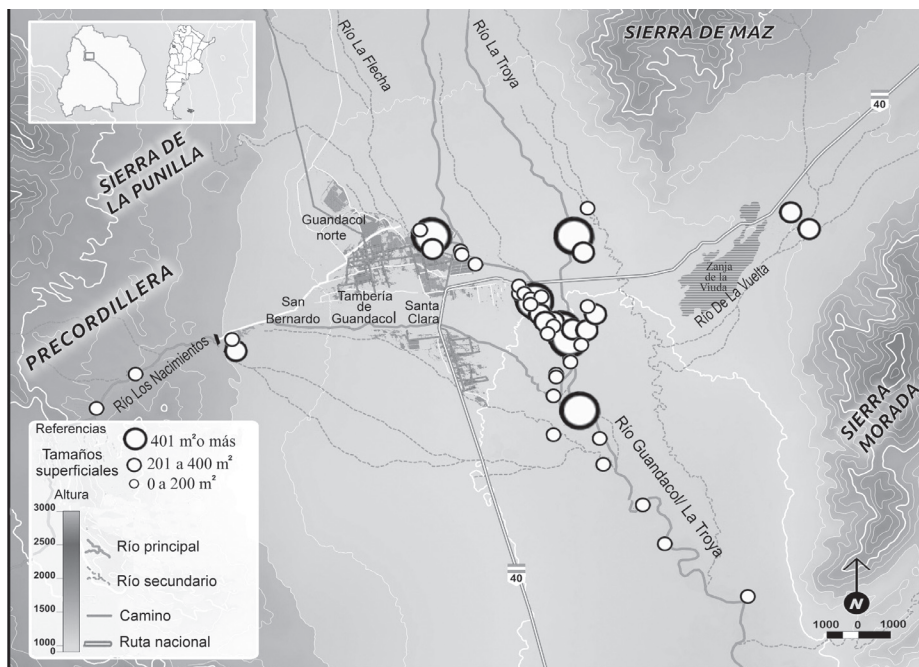 SIERRA DE MAZ
Río La Flecha
Río La Troya
40
SIERRA DE
LA PUNILLA
Guandacol
norte
Zanja
de la
Viuda
Río De La Vuelta
PRECORDILLERA
San
Bernardo
Tambería
de
Guandacol
Santa
Clara
Río Los Nacimientos
SIERRA
MORADA
Río Guandacol/ La Troya
40
Referencias
Tamaños
superficiales
401 m²o más
201 a 400 m²
0 a 200 m²
Altura
3000
2500
2000
1500
1000
0
Río principal
Río secundario
Camino
Ruta nacional
N
1000 0 1000